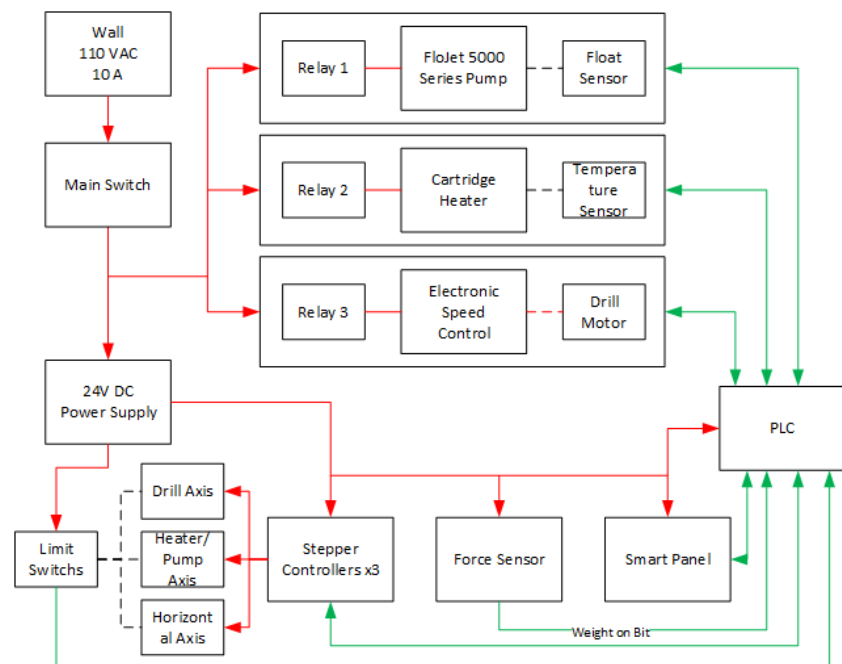 Wall
110 VAC
10 A
Relay 1
FloJet 5000
Series Pump
Float
Sensor
Main Switch
Relay 2
Cartridge
Heater
Tempera
ture
Sensor
Relay 3
Electronic
Speed
Control
Drill
Motor
24V DC
Power Supply
PLC
Drill Axis
Limit
Switchs
Heater/
Pump
Axis
Horizont
al Axis
Stepper
Controllers x3
Force Sensor
Smart Panel
Weight on Bit